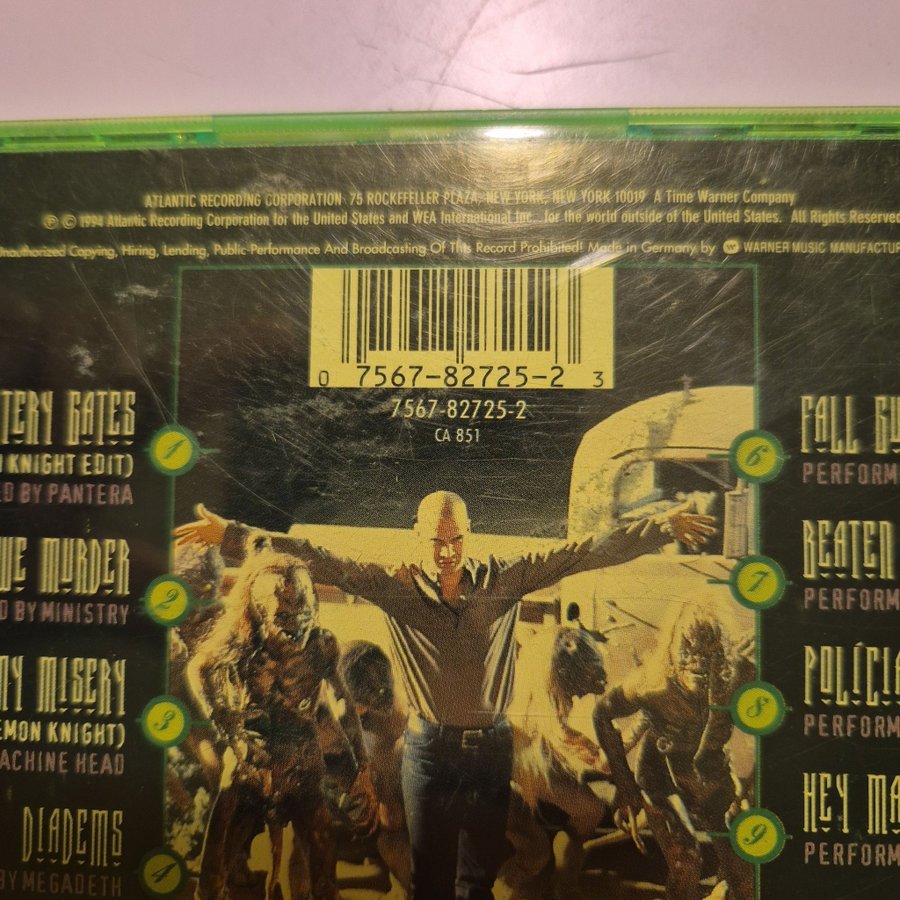 ATLANTIC RECORDING CORPORATION 75 ROCKEFELLER PLAZA, NEW YORK, NEW YORK 10019 A Time Warner Company
℗ © 1994 Atlantic Recording Corporation for the United States and WEA International Inc. for the world outside of the United States. All Rights Reserved
Unauthorized Copying, Hiring, Lending, Public Performance And Broadcasting Of This Record Prohibited! Made in Germany by WARNER MUSIC MANUFACTUR
0 7567-82725-2 3
7567-82725-2
CA 851
TERY GATES
KNIGHT EDIT)
ED BY PANTERA
1
WE MURDER
D BY MINISTRY
2
MY MISERY
EMON KNIGHT)
ACHINE HEAD
3
DIADEMS
BY MEGADETH
4
6
FALL GU
PERFORM
7
BEATEN
PERFORM
8
POLÍCIA
PERFORM
9
HEY MA
PERFORM